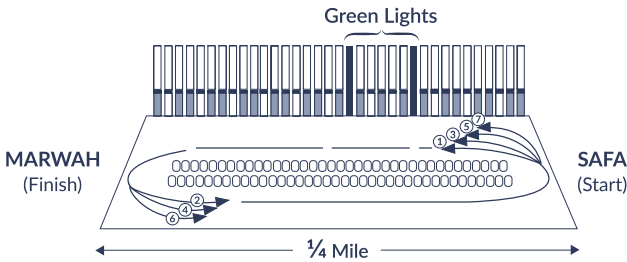 Green Lights
7
5
3
1
MARWAH
(Finish)
SAFA
(Start)
2
4
6
¼ Mile